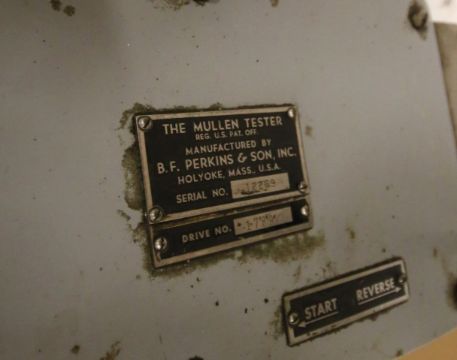 THE MULLEN TESTER
REG. U.S. PAT. OFF.
MANUFACTURED BY
B.F. PERKINS & SON, INC.
HOLYOKE, MASS., U.S.A.
SERIAL NO.
DRIVE NO.
START REVERSE